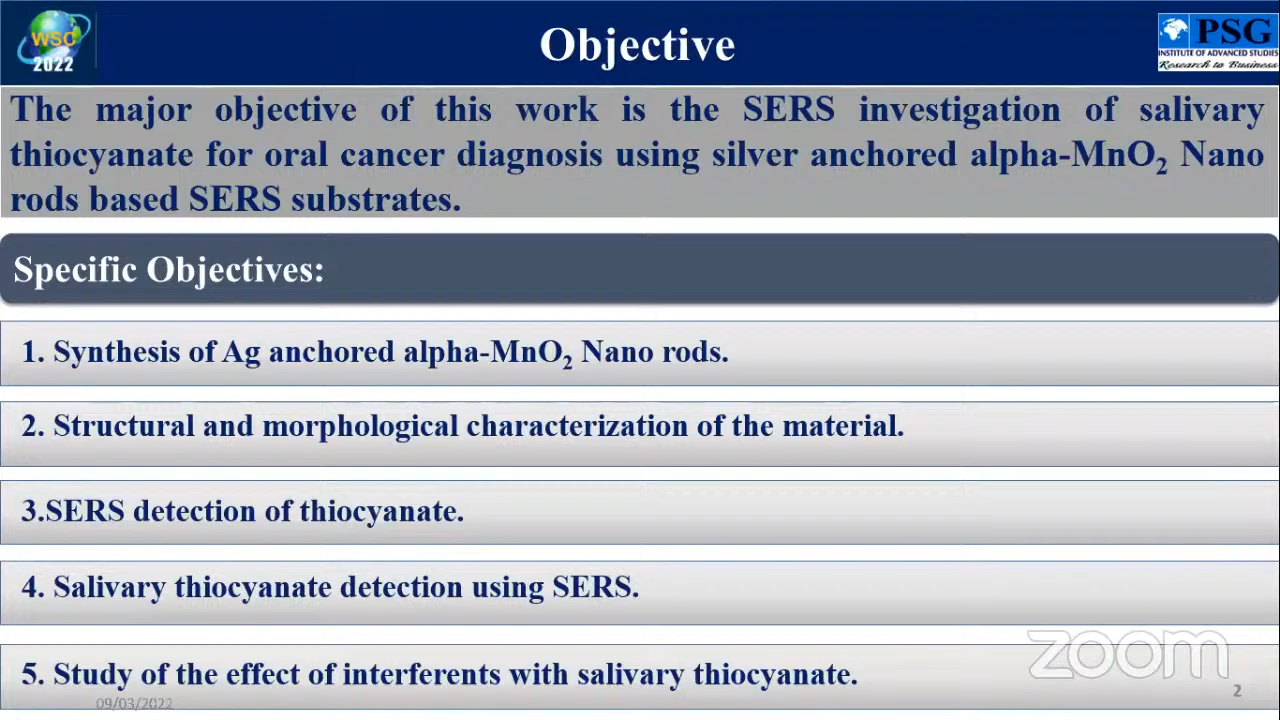 WSC
2022
Objective
PSG
INSTITUTE OF ADVANCED STUDIES
Research to Business
The major objective of this work is the SERS investigation of salivary
thiocyanate for oral cancer diagnosis using silver anchored alpha-MnO₂ Nano
rods based SERS substrates.
Specific Objectives:
1. Synthesis of Ag anchored alpha-MnO₂ Nano rods.
2. Structural and morphological characterization of the material.
3.SERS detection of thiocyanate.
4. Salivary thiocyanate detection using SERS.
5. Study of the effect of interferents with salivary thiocyanate.
zoom
09/03/2022
2